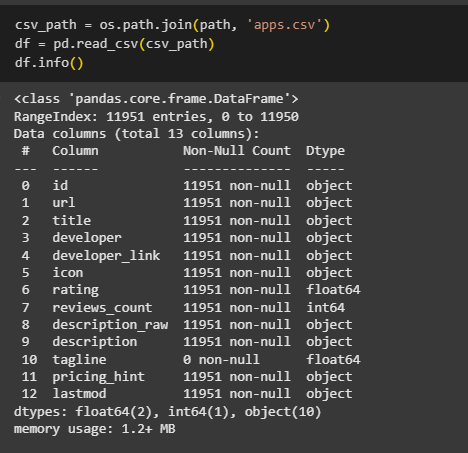 csv_path = os.path.join(path, 'apps.csv')
df = pd.read_csv(csv_path)
df.info()
<class 'pandas.core.frame.DataFrame'>
RangeIndex: 11951 entries, 0 to 11950
Data columns (total 13 columns):
 #   Column           Non-Null Count  Dtype
---  ------           --------------  -----
 0   id               11951 non-null  object
 1   url              11951 non-null  object
 2   title            11951 non-null  object
 3   developer        11951 non-null  object
 4   developer_link   11951 non-null  object
 5   icon             11951 non-null  object
 6   rating           11951 non-null  float64
 7   reviews_count    11951 non-null  int64
 8   description_raw  11951 non-null  object
 9   description      11951 non-null  object
 10  tagline          0 non-null      float64
 11  pricing_hint     11951 non-null  object
 12  lastmod          11951 non-null  object
dtypes: float64(2), int64(1), object(10)
memory usage: 1.2+ MB